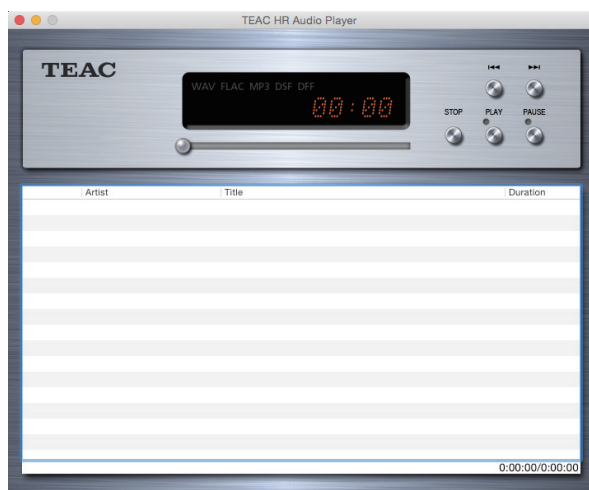 TEAC HR Audio Player
TEAC
WAV FLAC MP3 DSF DFF
00:00
STOP PLAY PAUSE
Artist Title Duration
0:00:00/0:00:00